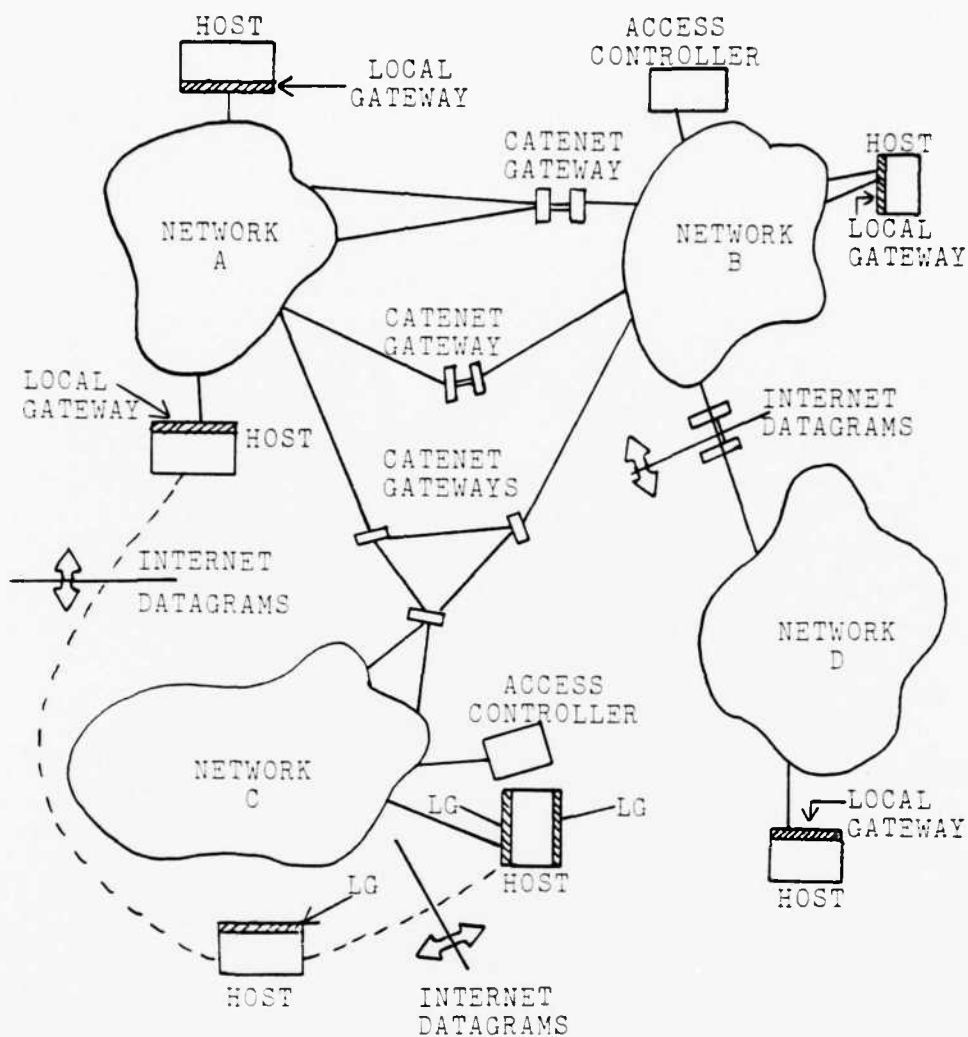 HOST
LOCAL
GATEWAY
ACCESS
CONTROLLER
CATENET
GATEWAY
HOST
LOCAL
GATEWAY
NETWORK
A
NETWORK
B
CATENET
GATEWAY
LOCAL
GATEWAY
HOST
INTERNET
DATAGRAMS
CATENET
GATEWAYS
INTERNET
DATAGRAMS
NETWORK
D
ACCESS
CONTROLLER
NETWORK
C
LG
LG
HOST
LOCAL
GATEWAY
HOST
LG
HOST
INTERNET
DATAGRAMS